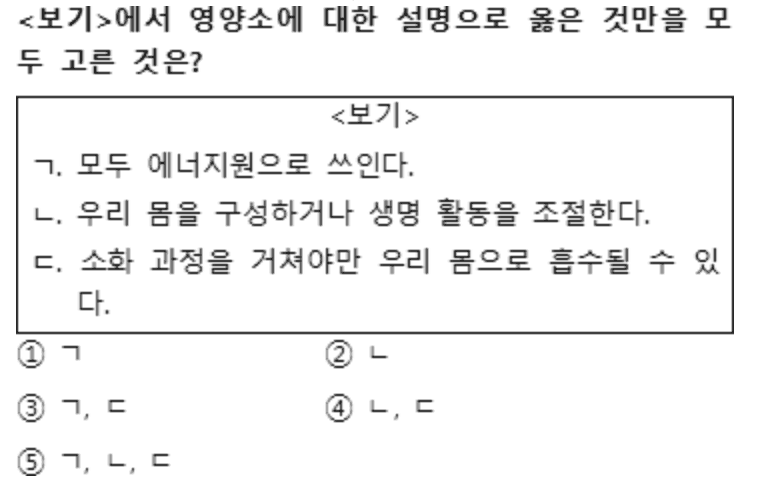 <보기>에서 영양소에 대한 설명으로 옳은 것만을 모
두 고른 것은?
<보기>
ㄱ. 모두 에너지원으로 쓰인다.
ㄴ. 우리 몸을 구성하거나 생명 활동을 조절한다.
ㄷ. 소화 과정을 거쳐야만 우리 몸으로 흡수될 수 있
다.
① ㄱ ② ㄴ
③ ㄱ, ㄷ ④ ㄴ, ㄷ
⑤ ㄱ, ㄴ, ㄷ